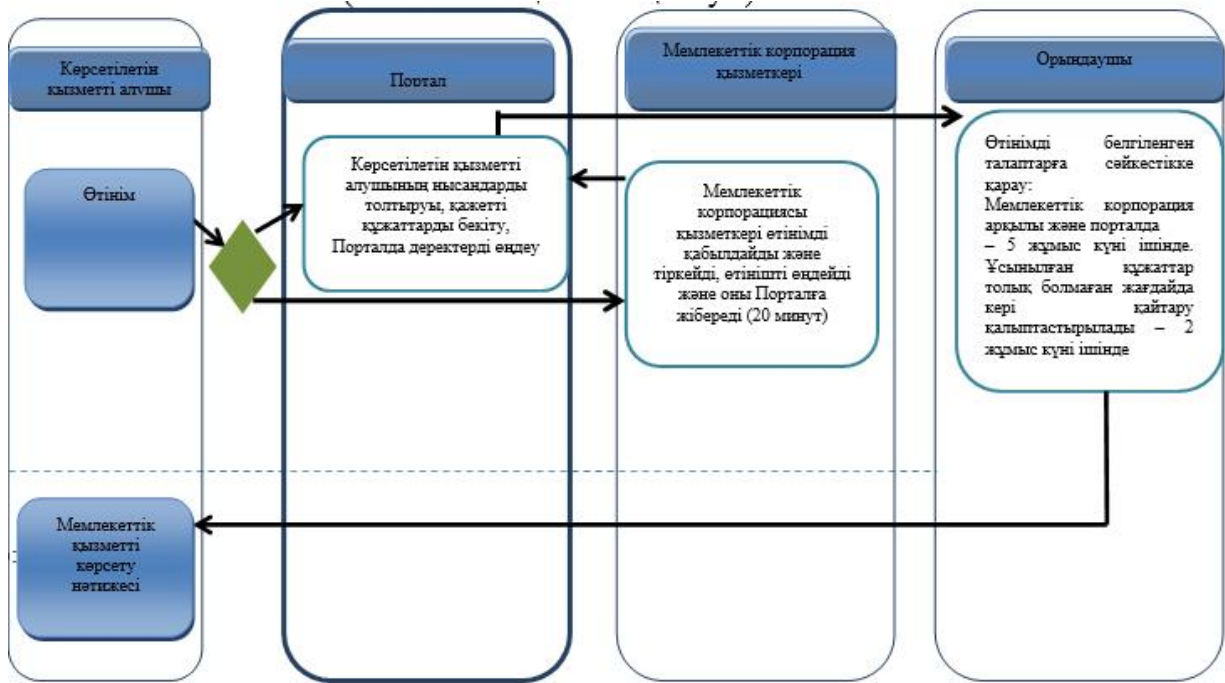 Көрсетілетін
қызметті алушы
Портал
Мемлекеттік корпорация
қызметкері
Орындаушы
Өтінім
Көрсетілетін қызметті
алушының нысандарды
толтыруы, қажетті
құжаттарды бекіту,
Порталда деректерді өңдеу
Мемлекеттік
корпорациясы
қызметкері өтінімді
қабылдайды және
тіркейді, өтінішті өңдейді
және оны Порталға
жібереді (20 минут)
Өтінімді белгіленген
талаптарға сәйкестікке
қарау:
Мемлекеттік корпорация
арқылы және порталда
– 5 жұмыс күні ішінде.
Ұсынылған құжаттар
толық болмаған жағдайда
кері қайтару
қалыптастырылады – 2
жұмыс күні ішінде
Мемлекеттік
қызметті
көрсету
нәтижесі